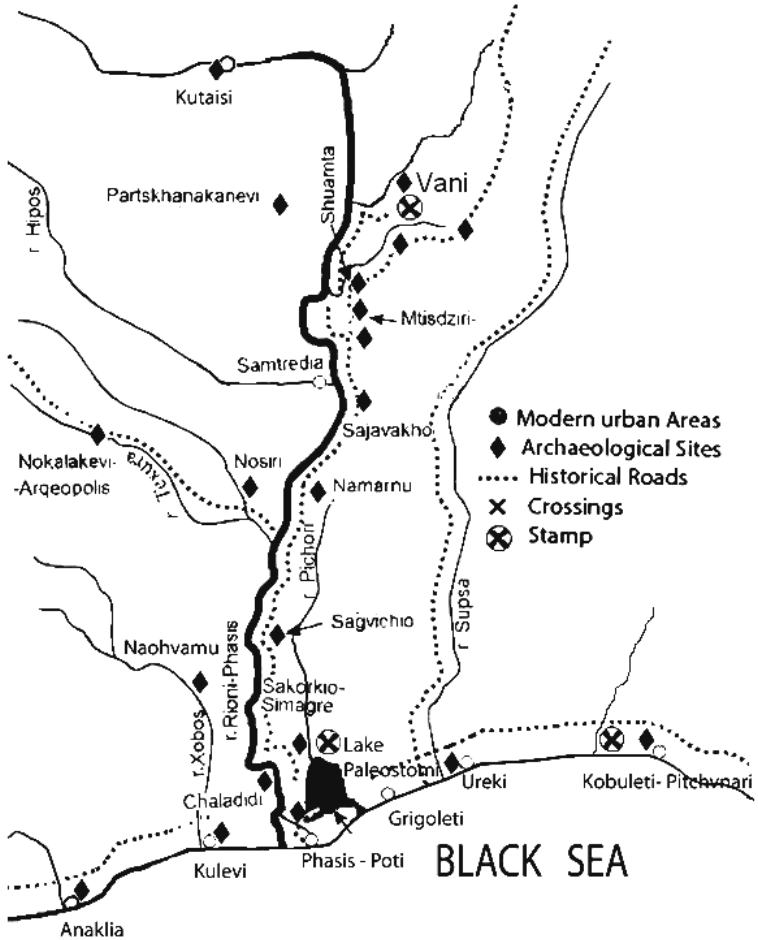 Kutaisi
Partskhanakanevi
Shuamta
Vani
r Hipos
Mtisdziri-
Samtredia
Sajavakho
Modern urban Areas
Archaeological Sites
Historical Roads
Crossings
Stamp
Nokalakevi-
-Arqeopolis
r Texura
Nosiri
Namarnu
r Pichori
Sagvichio
r Supsa
Naohvamu
r.Rioni-Phasis
Sakorkio-
Simagre
r.Xobos
Lake
Paleostomi
Ureki
Kobuleti- Pitchvnari
Chaladidi
Grigoleti
Kulevi
Phasis - Poti
BLACK SEA
Anaklia